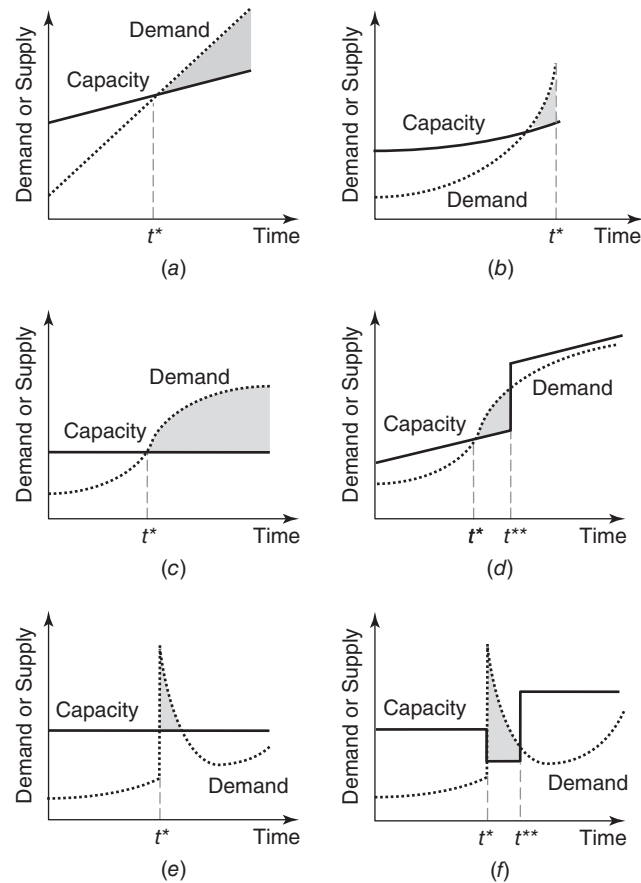 Demand or Supply
Demand
Capacity
t*
Time
(a)
Demand or Supply
Capacity
Demand
t*
Time
(b)
Demand or Supply
Demand
Capacity
t*
Time
(c)
Demand or Supply
Capacity
Demand
t*
t**
Time
(d)
Demand or Supply
Capacity
Demand
t*
Time
(e)
Demand or Supply
Capacity
Demand
t*
t**
Time
(f)